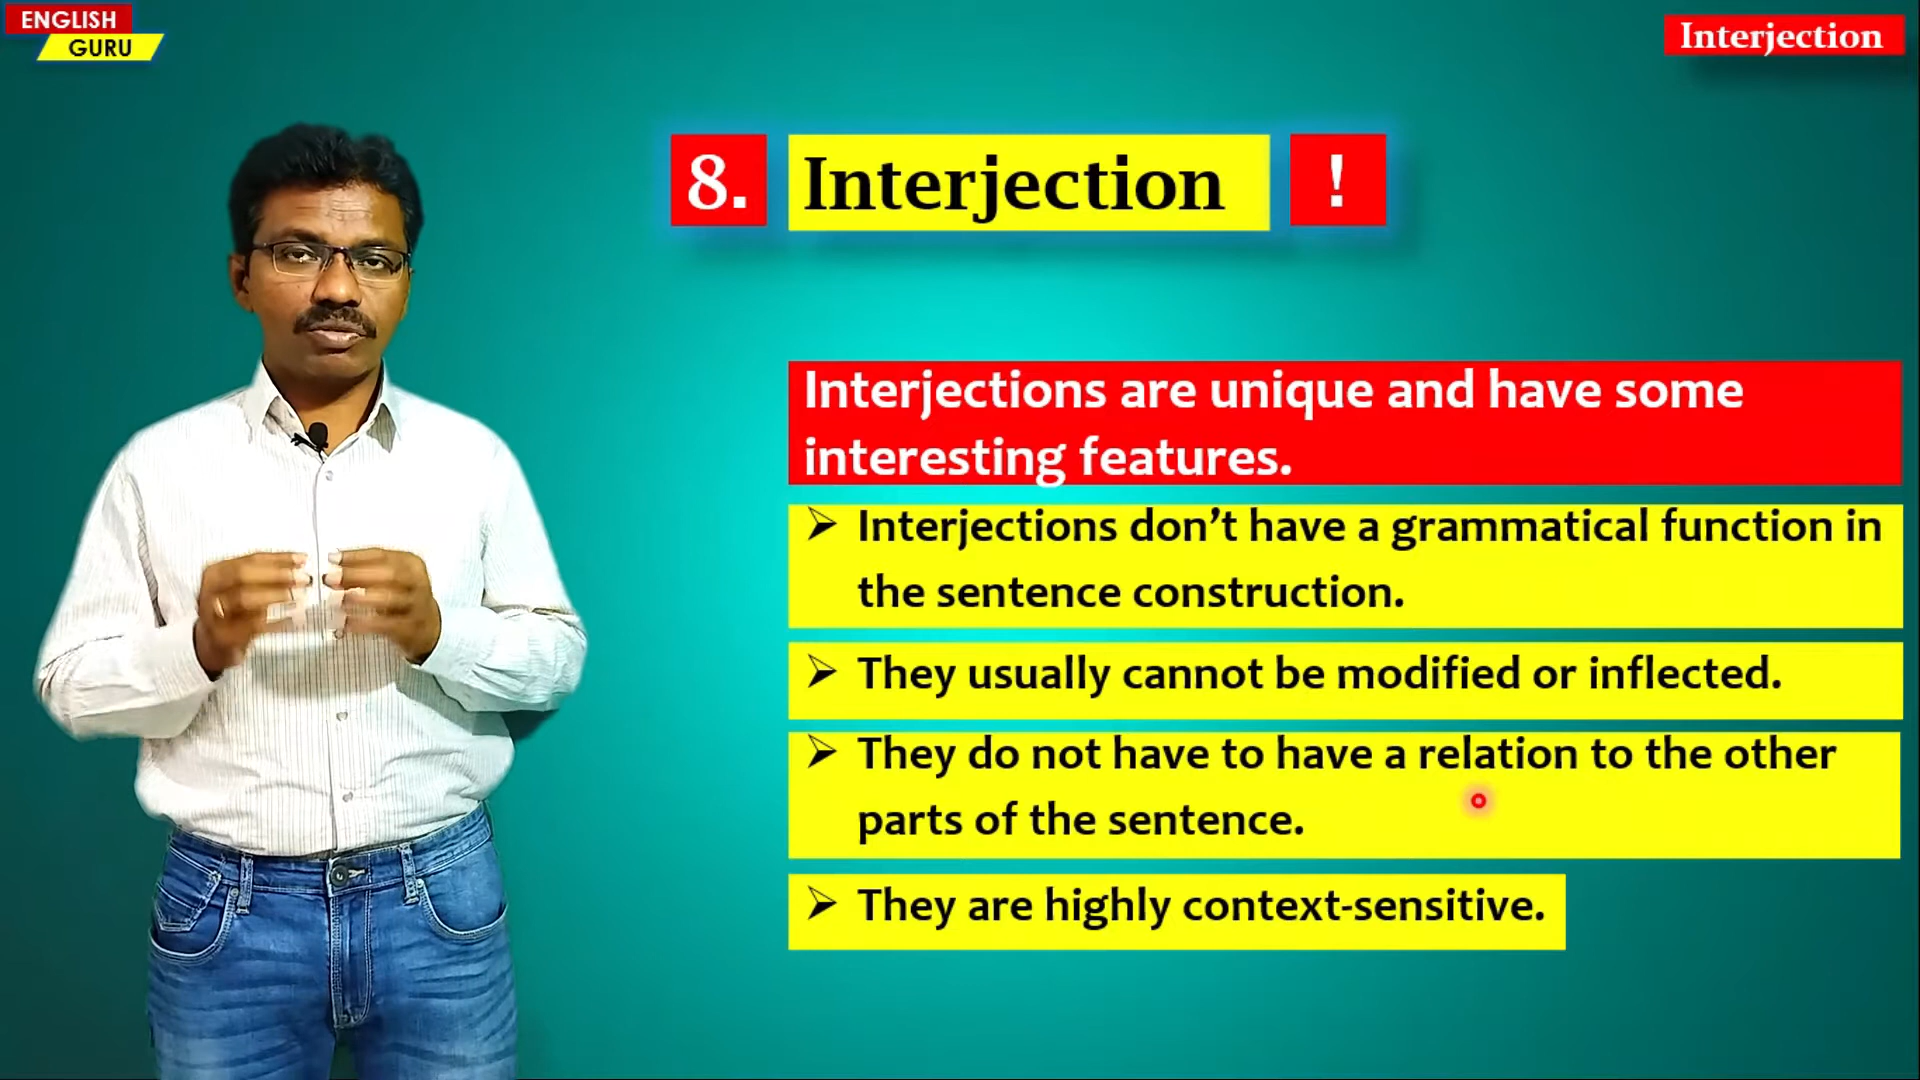 ENGLISH
GURU
Interjection
8. Interjection !
Interjections are unique and have some
interesting features.
➢ Interjections don’t have a grammatical function in
the sentence construction.
➢ They usually cannot be modified or inflected.
➢ They do not have to have a relation to the other
parts of the sentence.
➢ They are highly context-sensitive.